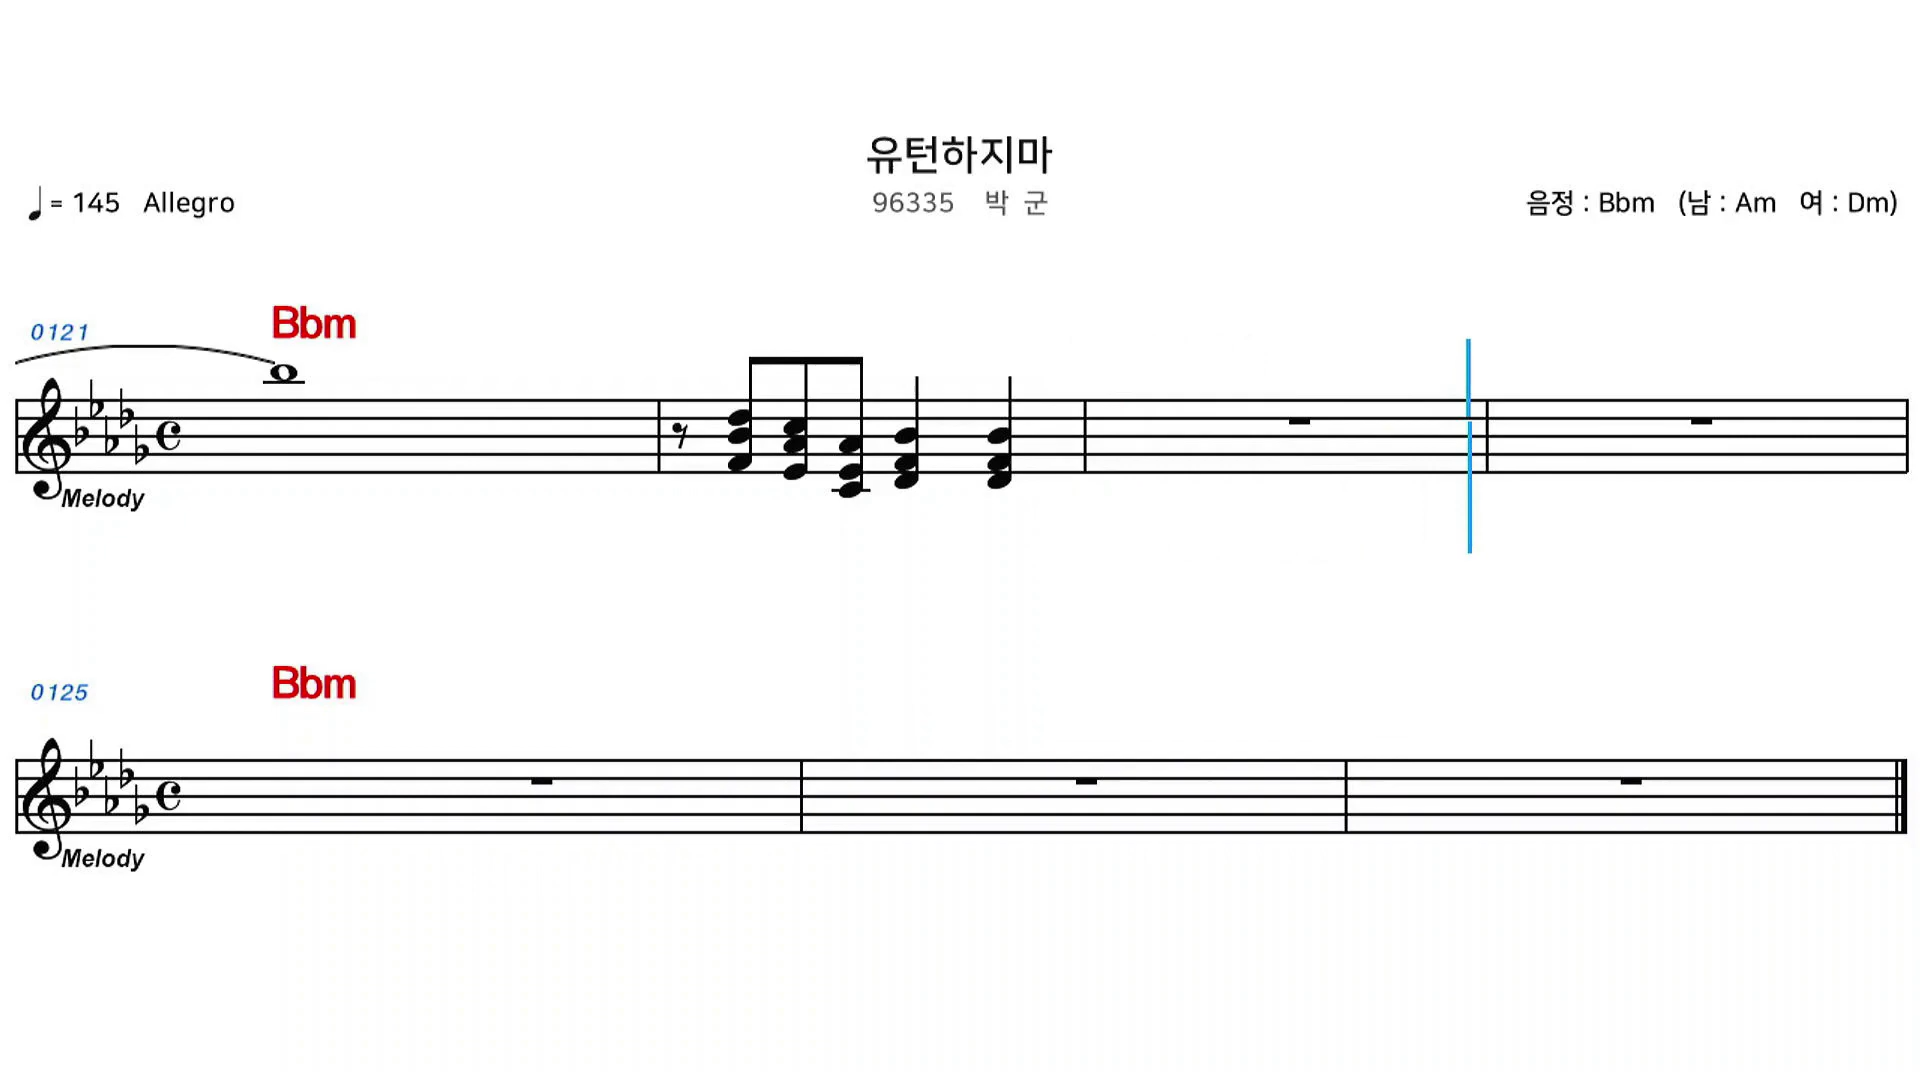 유턴하지마
♩= 145 Allegro
96335 박 군
음정 : Bbm (남 : Am 여 : Dm)
0121 Bbm
Melody
0125 Bbm
Melody